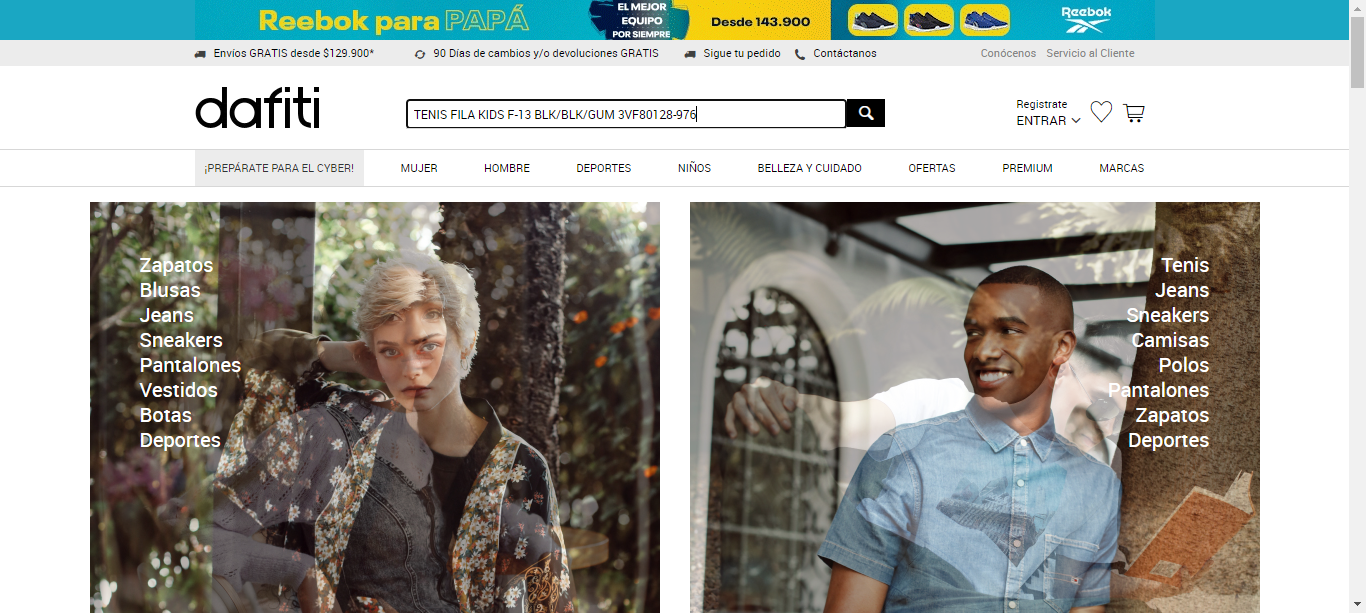 Reebok para PAPÁ
EL MEJOR
EQUIPO
POR SIEMPRE
Desde 143.900
Reebok
Envíos GRATIS desde $129.900*
90 Días de cambios y/o devoluciones GRATIS
Sigue tu pedido
Contáctanos
Conócenos
Servicio al Cliente
dafiti
TENIS FILA KIDS F-13 BLK/BLK/GUM 3VF80128-976
Registrate
ENTRAR
¡PREPÁRATE PARA EL CYBER!
MUJER
HOMBRE
DEPORTES
NIÑOS
BELLEZA Y CUIDADO
OFERTAS
PREMIUM
MARCAS
Zapatos
Blusas
Jeans
Sneakers
Pantalones
Vestidos
Botas
Deportes
Tenis
Jeans
Sneakers
Camisas
Polos
Pantalones
Zapatos
Deportes